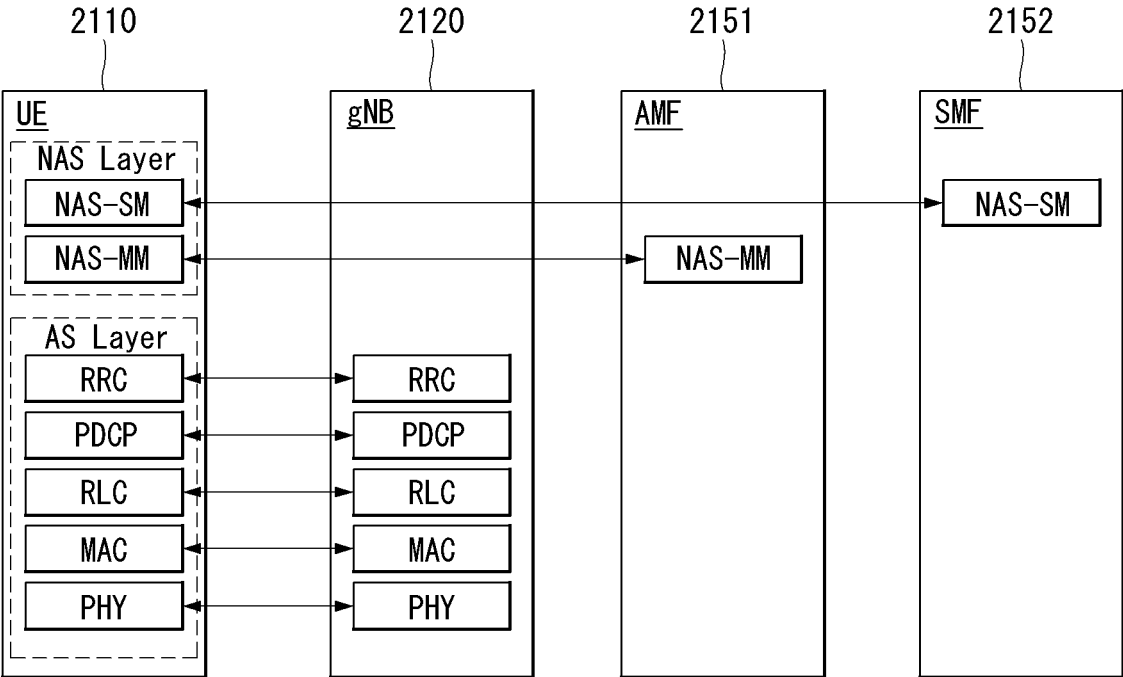 2110 2120 2151 2152
UE gNB AMF SMF
NAS Layer
NAS-SM NAS-SM
NAS-MM NAS-MM
AS Layer
RRC RRC
PDCP PDCP
RLC RLC
MAC MAC
PHY PHY